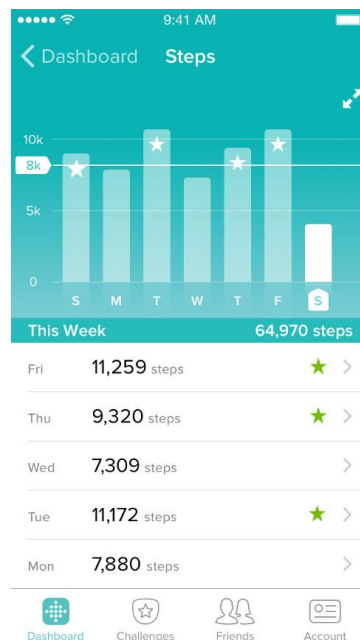 9:41 AM
Dashboard Steps
10k
8k
5k
0
S M T W T F S
This Week 64,970 steps
Fri 11,259 steps
Thu 9,320 steps
Wed 7,309 steps
Tue 11,172 steps
Mon 7,880 steps
Dashboard Challenges Friends Account